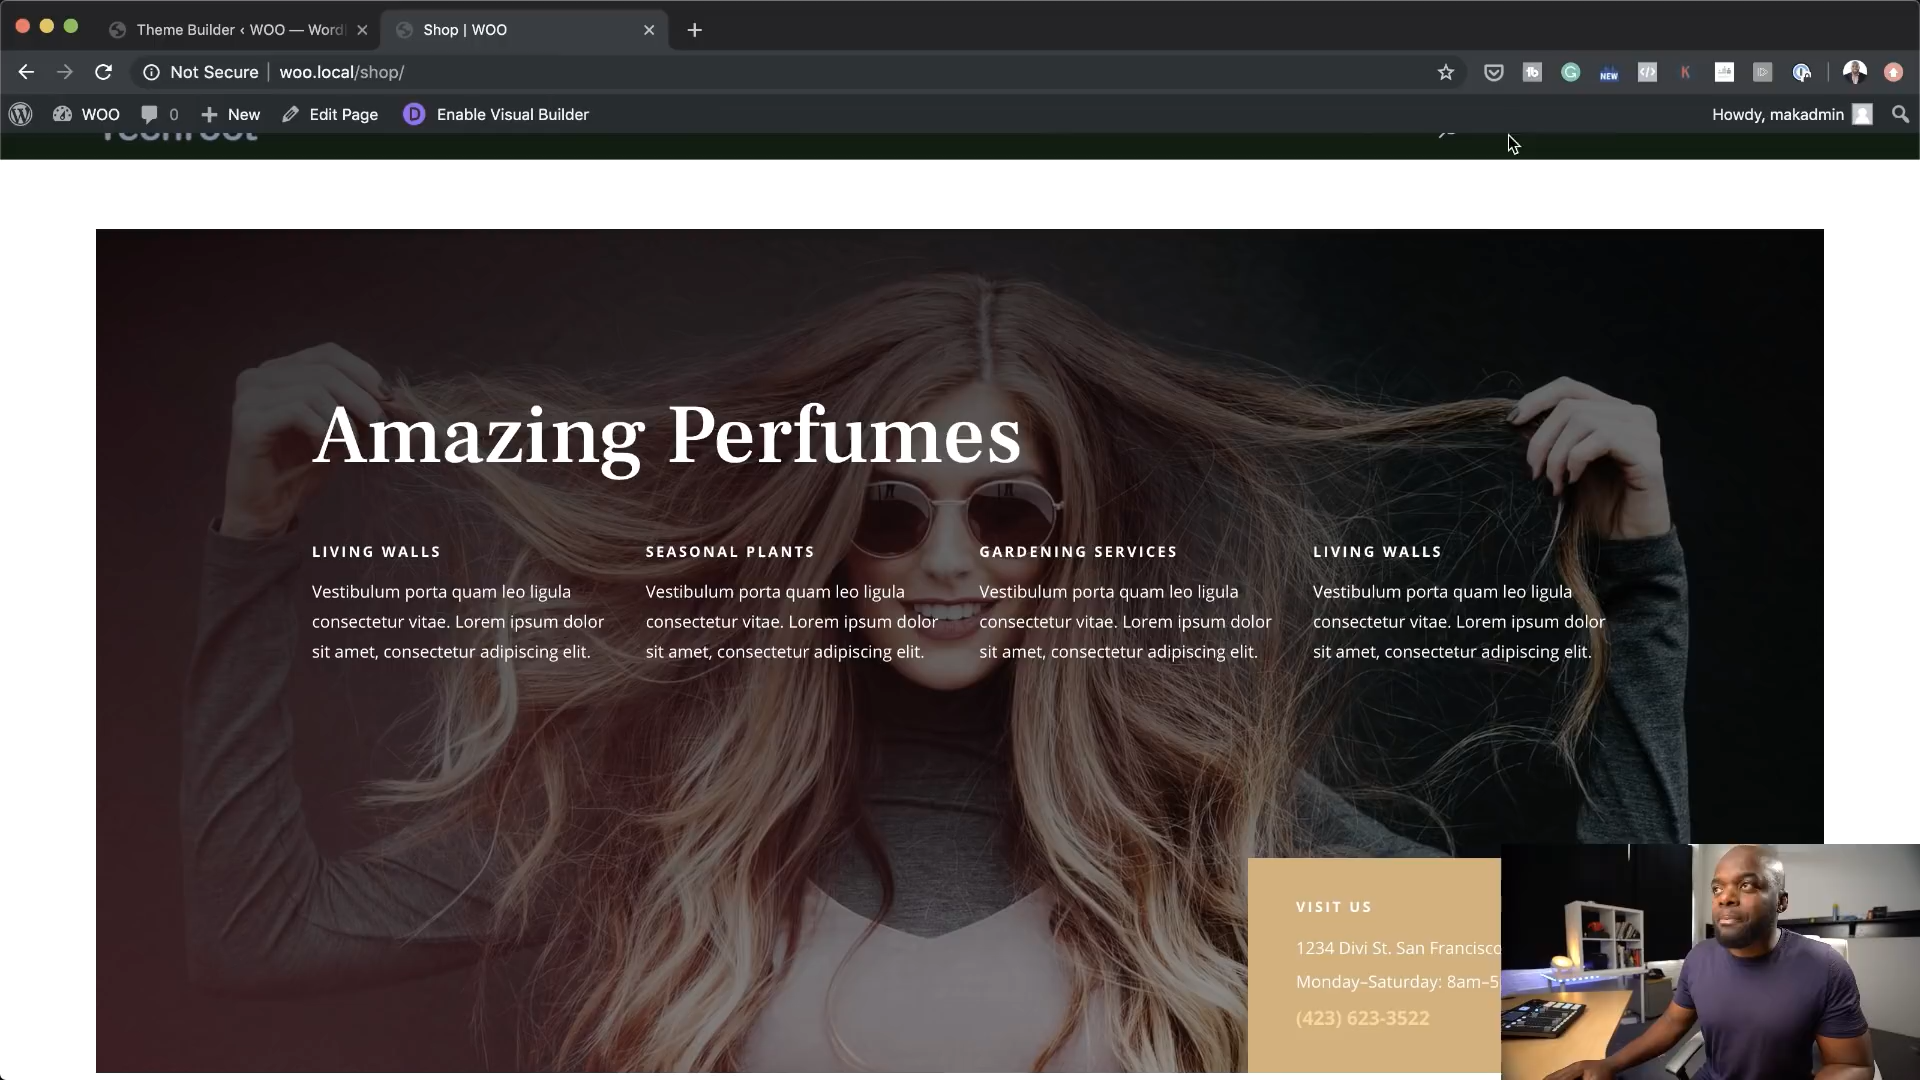 Theme Builder ‹ WOO — Word
Shop | WOO
Not Secure
woo.local/shop/
NEW
K
WOO
0
New
Edit Page
D
Enable Visual Builder
Howdy, makadmin
Amazing Perfumes
LIVING WALLS
Vestibulum porta quam leo ligula
consectetur vitae. Lorem ipsum dolor
sit amet, consectetur adipiscing elit.
SEASONAL PLANTS
Vestibulum porta quam leo ligula
consectetur vitae. Lorem ipsum dolor
sit amet, consectetur adipiscing elit.
GARDENING SERVICES
Vestibulum porta quam leo ligula
consectetur vitae. Lorem ipsum dolor
sit amet, consectetur adipiscing elit.
LIVING WALLS
Vestibulum porta quam leo ligula
consectetur vitae. Lorem ipsum dolor
sit amet, consectetur adipiscing elit.
VISIT US
1234 Divi St. San Francisco
Monday–Saturday: 8am–5
(423) 623-3522